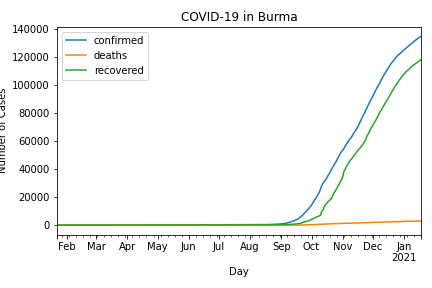 COVID-19 in Burma
140000
120000
100000
80000
60000
40000
20000
0
Number of Cases
confirmed
deaths
recovered
Feb Mar Apr May Jun Jul Aug Sep Oct Nov Dec Jan
2021
Day